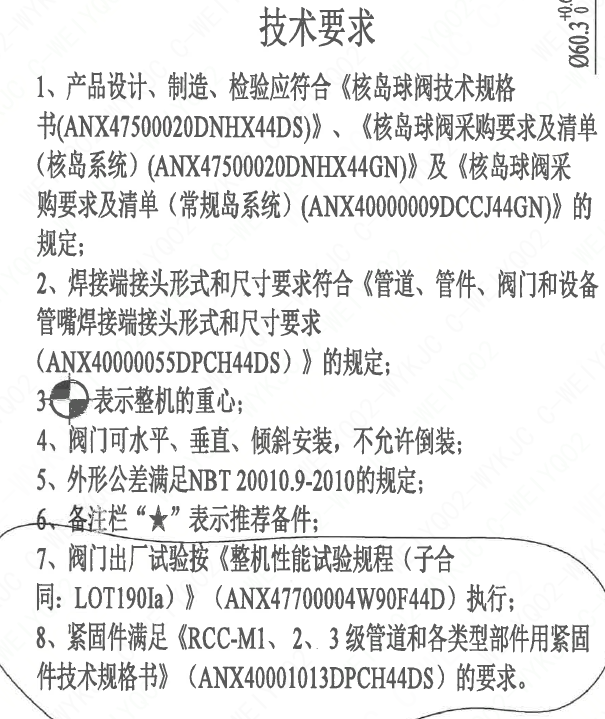 技术要求
Ø60.3
1、产品设计、制造、检验应符合《核岛球阀技术规格
书(ANX47500020DNHX44DS)》、《核岛球阀采购要求及清单
(核岛系统) (ANX47500020DNHX44GN)》及《核岛球阀采
购要求及清单（常规岛系统）(ANX40000009DCCJ44GN)》的
规定;
2、焊接端接头形式和尺寸要求符合《管道、管件、阀门和设备
管嘴焊接端接头形式和尺寸要求
（ANX40000055DPCH44DS）》的规定;
3 表示整机的重心;
4、阀门可水平、垂直、倾斜安装，不允许倒装;
5、外形公差满足NBT 20010.9-2010的规定;
6、备注栏“★”表示推荐备件;
7、阀门出厂试验按《整机性能试验规程（子合
同：LOT190Ia）》（ANX47700004W90F44D）执行;
8、紧固件满足《RCC-M1、2、3 级管道和各类型部件用紧固
件技术规格书》（ANX40001013DPCH44DS）的要求。